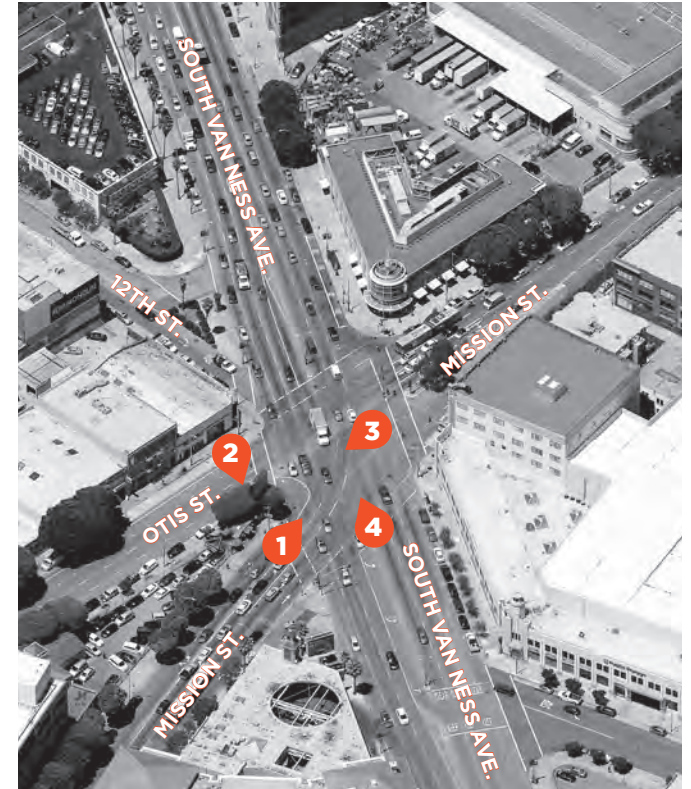 SOUTH VAN NESS AVE.
12TH ST.
MISSION ST.
3
2
OTIS ST.
4
1
SOUTH VAN NESS AVE.
MISSION ST.